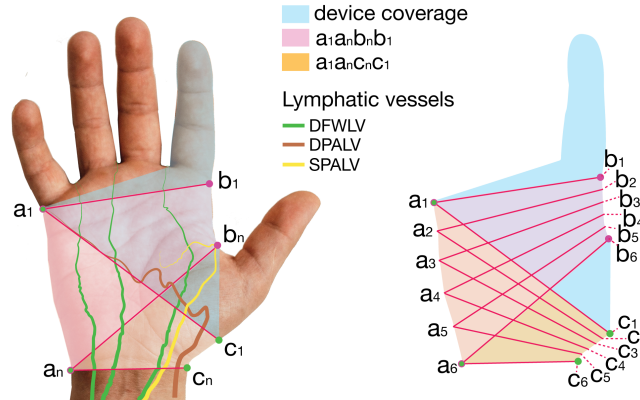 device coverage
a₁aₙbₙb₁
a₁aₙcₙc₁
Lymphatic vessels
DFWLV
DPALV
SPALV
a₁
b₁
bₙ
c₁
aₙ
cₙ
b₁
b₂
b₃
b₄
b₅
b₆
a₁
a₂
a₃
a₄
a₅
a₆
c₁
c
c₃
c₄
c₅
c₆